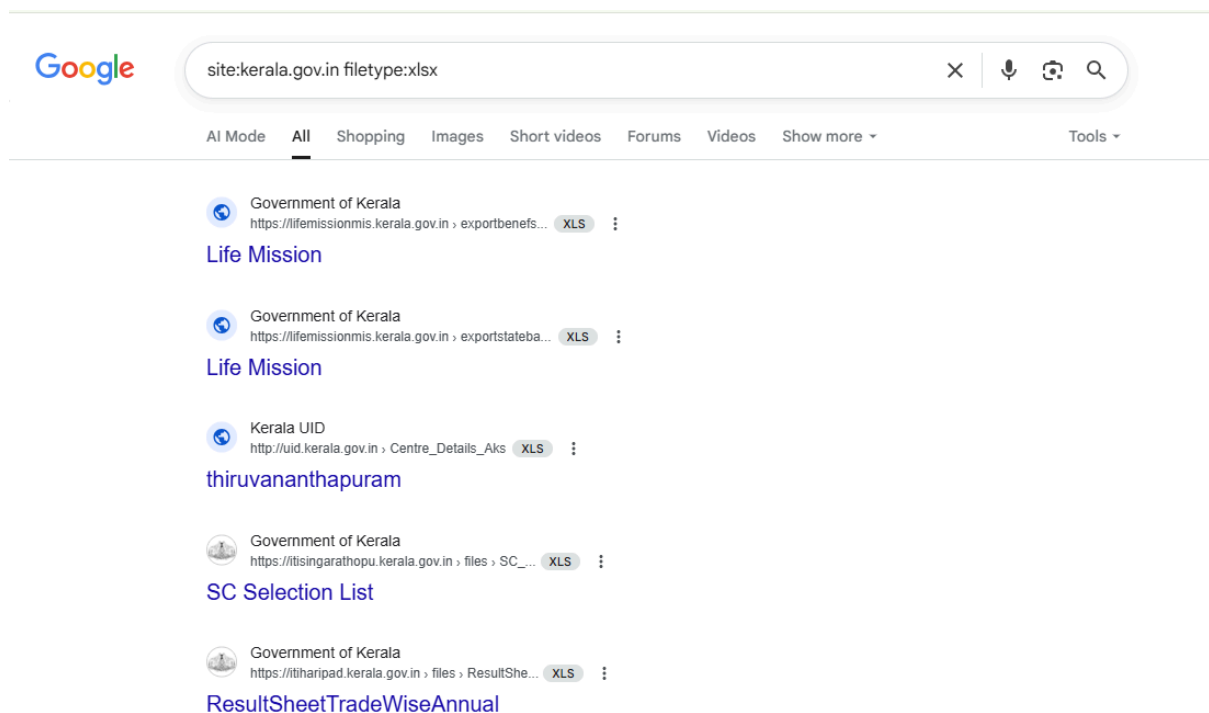 Google
site:kerala.gov.in filetype:xlsx
AI Mode All Shopping Images Short videos Forums Videos Show more Tools
Government of Kerala
https://lifemissionmis.kerala.gov.in › exportbenefs... XLS
Life Mission
Government of Kerala
https://lifemissionmis.kerala.gov.in › exportstateba... XLS
Life Mission
Kerala UID
http://uid.kerala.gov.in › Centre_Details_Aks XLS
thiruvananthapuram
Government of Kerala
https://itisingarathopu.kerala.gov.in › files › SC_... XLS
SC Selection List
Government of Kerala
https://itiharipad.kerala.gov.in › files › ResultShe... XLS
ResultSheetTradeWiseAnnual